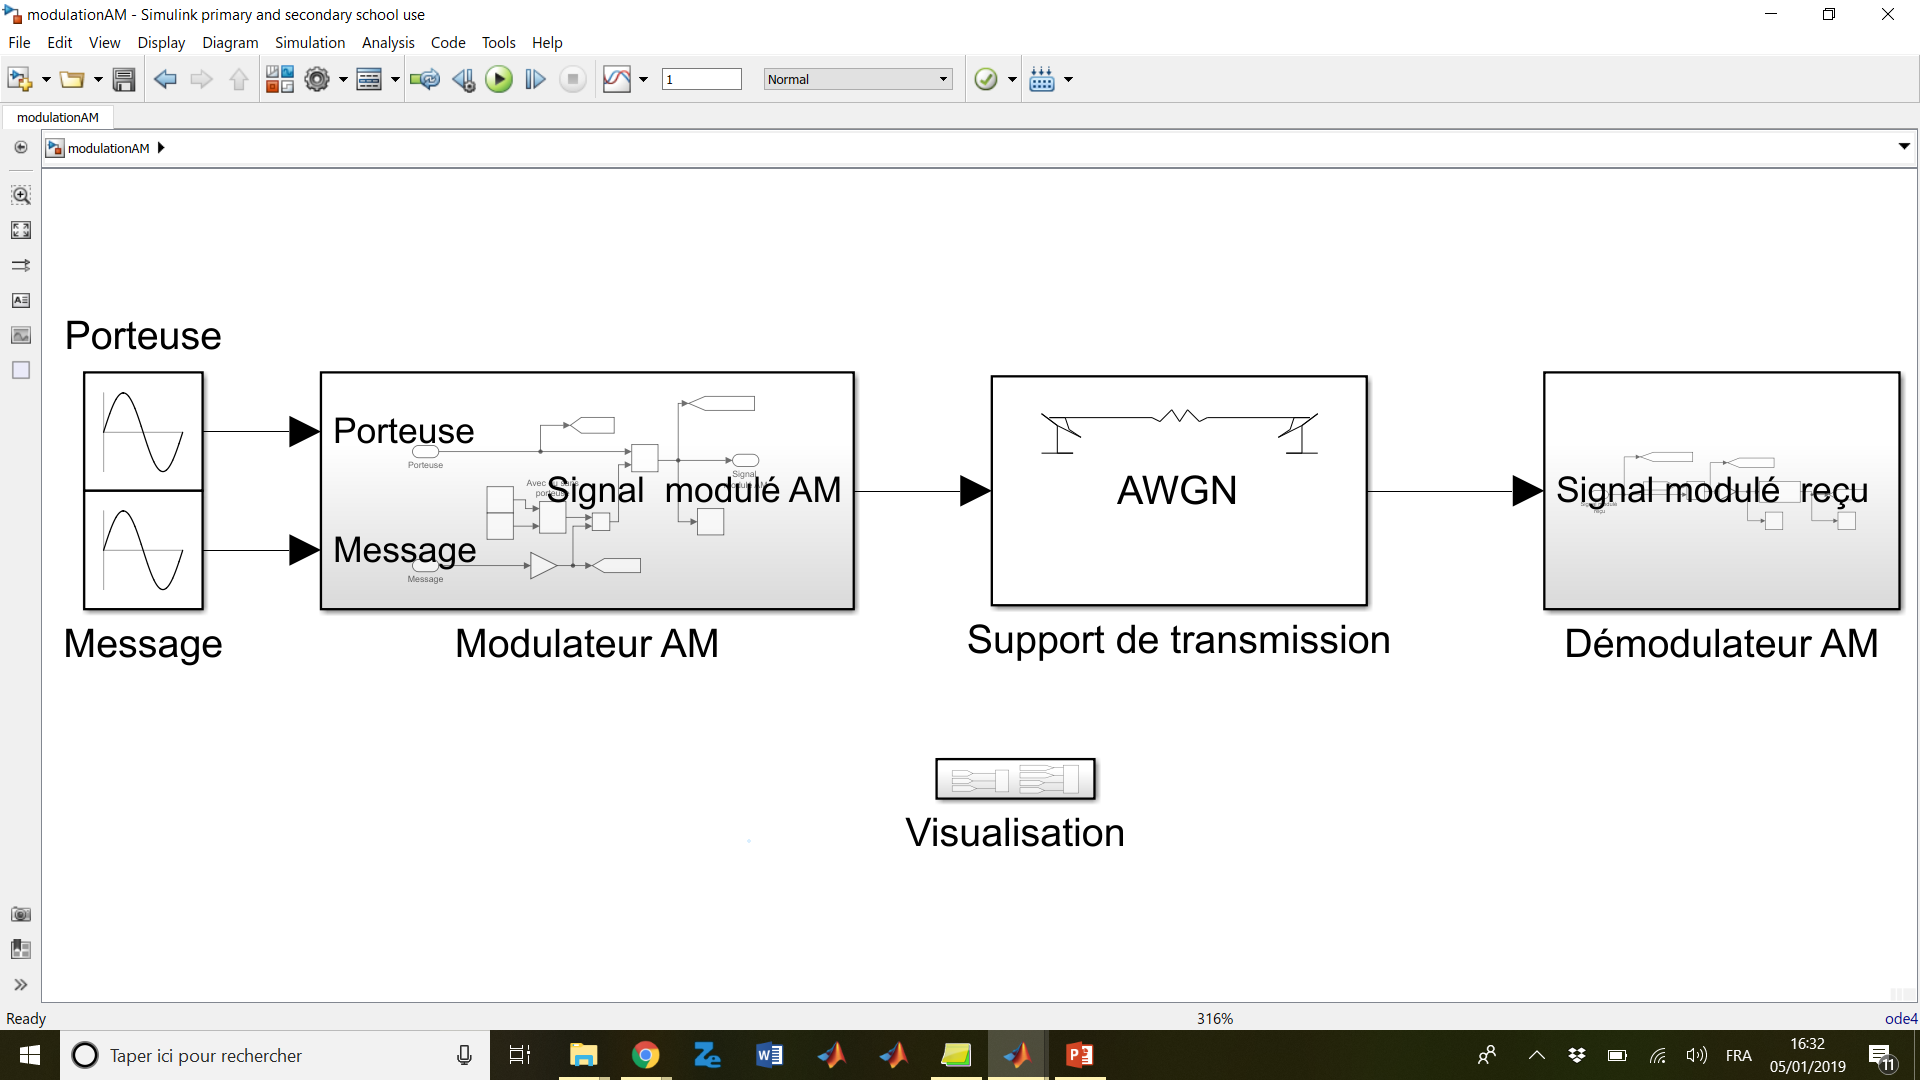 modulationAM - Simulink primary and secondary school use
File Edit View Display Diagram Simulation Analysis Code Tools Help
1 Normal
modulationAM
modulationAM
Porteuse
Porteuse
Porteuse
Signal modulé AM
AWGN
Signal modulé reçu
Message
Message
Message
Modulateur AM
Support de transmission
Démodulateur AM
Visualisation
Ready 316% ode4
Taper ici pour rechercher
FRA
16:32
05/01/2019
11